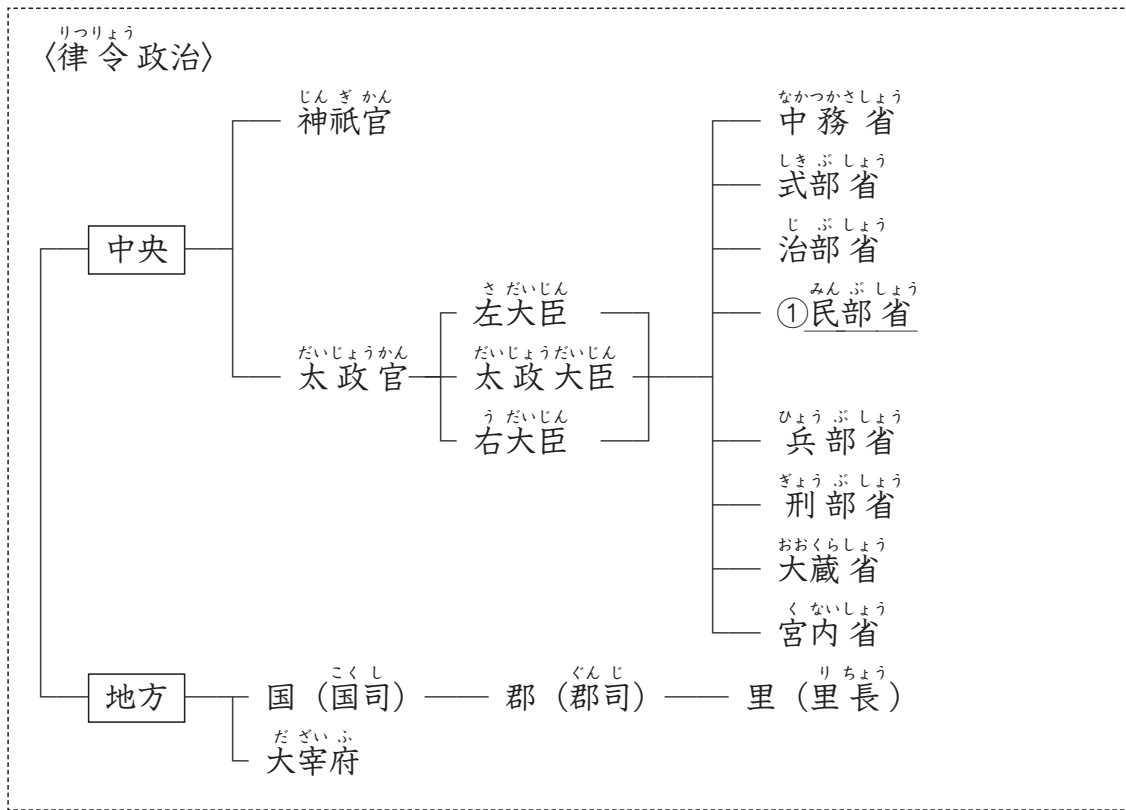 〈律令政治〉
りつりょう
神祇官
じんぎかん
中央
太政官
だいじょうかん
左大臣
さだいじん
太政大臣
だいじょうだいじん
右大臣
うだいじん
中務省
なかつかさしょう
式部省
しきぶしょう
治部省
じぶしょう
①民部省
みんぶしょう
兵部省
ひょうぶしょう
刑部省
ぎょうぶしょう
大蔵省
おおくらしょう
宮内省
くないしょう
地方
国（国司）
こくし
郡（郡司）
ぐんじ
里（里長）
りちょう
大宰府
だざいふ